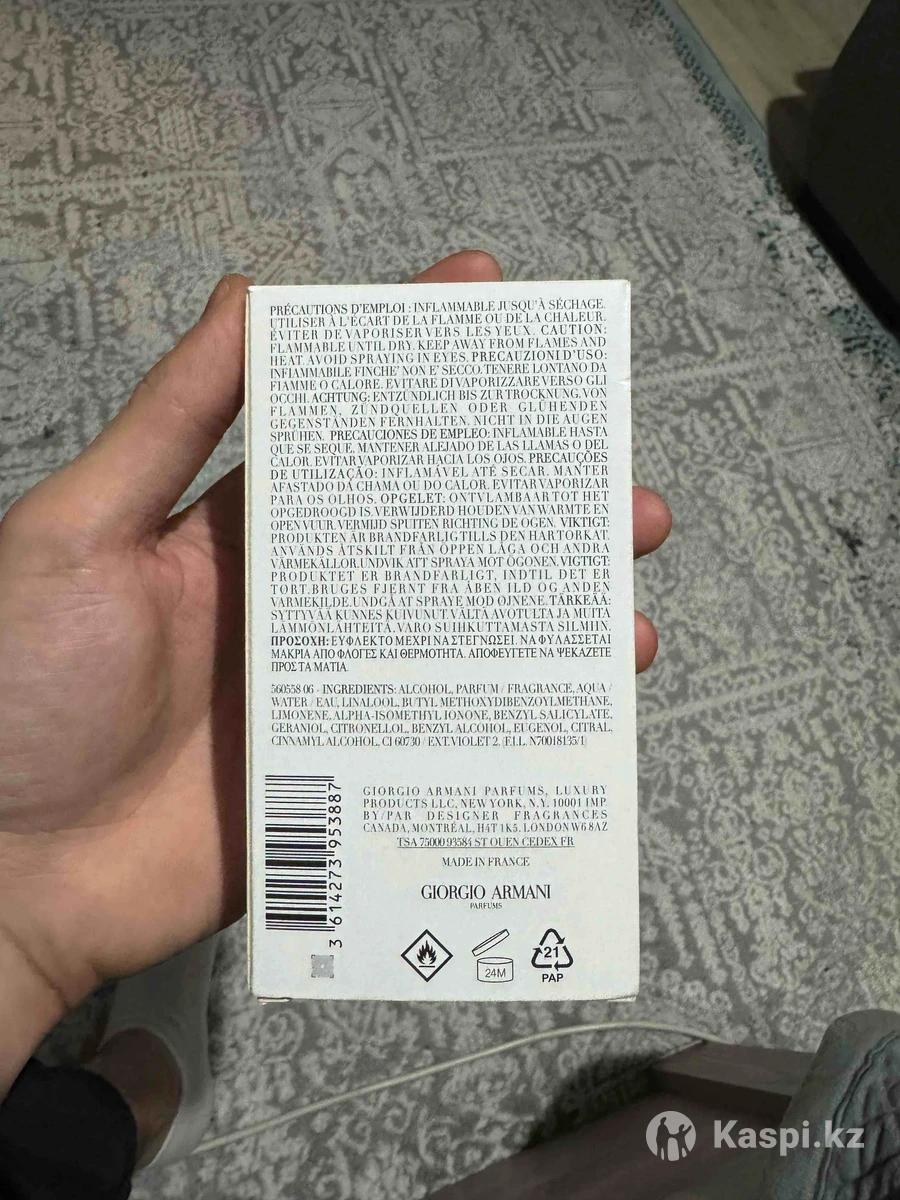 PRÉCAUTIONS D'EMPLOI : INFLAMMABLE JUSQU'À SÉCHAGE.
UTILISER À L'ÉCART DE LA FLAMME OU DE LA CHALEUR.
ÉVITER DE VAPORISER VERS LES YEUX. CAUTION:
FLAMMABLE UNTIL DRY. KEEP AWAY FROM FLAMES AND
HEAT. AVOID SPRAYING IN EYES. PRECAUZIONI D'USO:
INFIAMMABILE FINCHE' NON E' SECCO. TENERE LONTANO DA
FIAMME O CALORE. EVITARE DI VAPORIZZARE VERSO GLI
OCCHI. ACHTUNG: ENTZÜNDLICH BIS ZUR TROCKNUNG. VON
FLAMMEN, ZÜNDQUELLEN ODER GLÜHENDEN
GEGENSTÄNDEN FERNHALTEN. NICHT IN DIE AUGEN
SPRÜHEN. PRECAUCIONES DE EMPLEO: INFLAMABLE HASTA
QUE SE SEQUE. MANTENER ALEJADO DE LAS LLAMAS O DEL
CALOR. EVITAR VAPORIZAR HACIA LOS OJOS. PRECAUÇÕES
DE UTILIZAÇÃO: INFLAMÁVEL ATÉ SECAR. MANTER
AFASTADO DA CHAMA OU DO CALOR. EVITAR VAPORIZAR
PARA OS OLHOS. OPGELET: ONTVLAMBAAR TOT HET
OPGEDROOGD IS. VERWIJDERD HOUDEN VAN WARMTE EN
OPEN VUUR. VERMIJD SPUITEN RICHTING DE OGEN. VIKTIGT:
PRODUKTEN ÄR BRANDFARLIG TILLS DEN HAR TORKAT.
ANVÄNDS ÅTSKILT FRÅN ÖPPEN LÅGA OCH ANDRA
VÄRMEKÄLLOR. UNDVIK ATT SPRAYA MOT ÖGONEN. VIGTIGT:
PRODUKTET ER BRANDFARLIGT, INDTIL DET ER
TØRT. BRUGES FJERNT FRA ÅBEN ILD OG ANDEN
VARMEKILDE. UNDGÅ AT SPRAYE MOD ØJNENE. TÄRKEÄÄ:
SYTTYVÄÄ KUNNES KUIVUNUT. VÄLTÄ AVOTULTA JA MUITA
LÄMMÖNLÄHTEITÄ. VARO SUIHKUTTAMASTA SILMIIN.
ΠΡΟΣΟΧΗ: ΕΥΦΛΕΚΤΟ ΜΕΧΡΙ ΝΑ ΣΤΕΓΝΩΣΕΙ. ΝΑ ΦΥΛΑΣΣΕΤΑΙ
ΜΑΚΡΙΑ ΑΠΟ ΦΛΟΓΕΣ ΚΑΙ ΘΕΡΜΟΤΗΤΑ. ΑΠΟΦΕΥΓΕΤΕ ΝΑ ΨΕΚΑΖΕΤΕ
ΠΡΟΣ ΤΑ ΜΑΤΙΑ.
560558 06 - INGREDIENTS: ALCOHOL, PARFUM / FRAGRANCE, AQUA /
WATER / EAU, LINALOOL, BUTYL METHOXYDIBENZOYLMETHANE,
LIMONENE, ALPHA-ISOMETHYL IONONE, BENZYL SALICYLATE,
GERANIOL, CITRONELLOL, BENZYL ALCOHOL, EUGENOL, CITRAL,
CINNAMYL ALCOHOL, CI 60730 / EXT. VIOLET 2. (F.I.L. N70018135/1)
GIORGIO ARMANI PARFUMS, LUXURY
PRODUCTS LLC, NEW YORK, N.Y. 10001 IMP.
BY/PAR DESIGNER FRAGRANCES
CANADA, MONTRÉAL, H4T 1K5. LONDON W6 8AZ
TSA 75000 93584 ST OUEN CEDEX FR
MADE IN FRANCE
GIORGIO ARMANI
PARFUMS
3 614273 953887
24M
21
PAP
Kaspi.kz